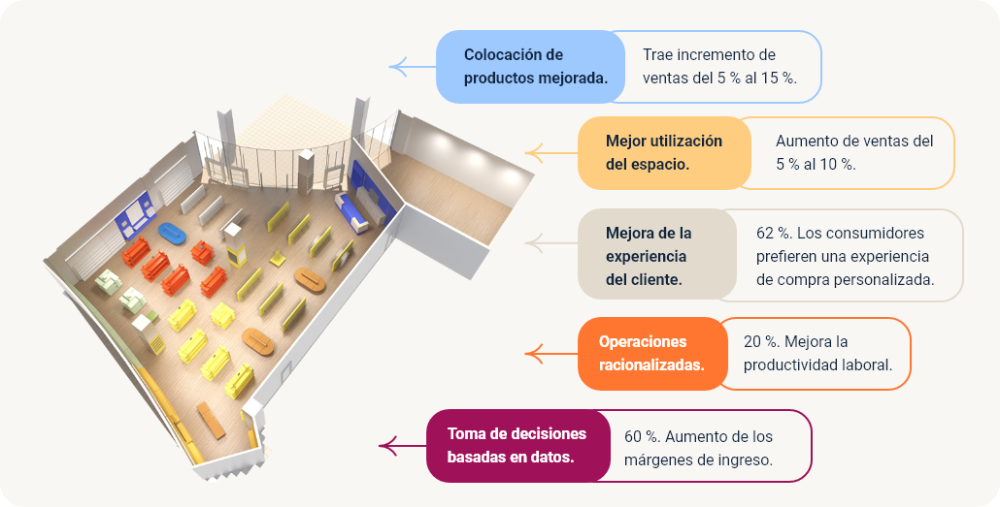 Colocación de
productos mejorada.
Trae incremento de
ventas del 5 % al 15 %.
Mejor utilización
del espacio.
Aumento de ventas del
5 % al 10 %.
Mejora de la
experiencia
del cliente.
62 %. Los consumidores
prefieren una experiencia
de compra personalizada.
Operaciones
racionalizadas.
20 %. Mejora la
productividad laboral.
Toma de decisiones
basadas en datos.
60 %. Aumento de los
márgenes de ingreso.